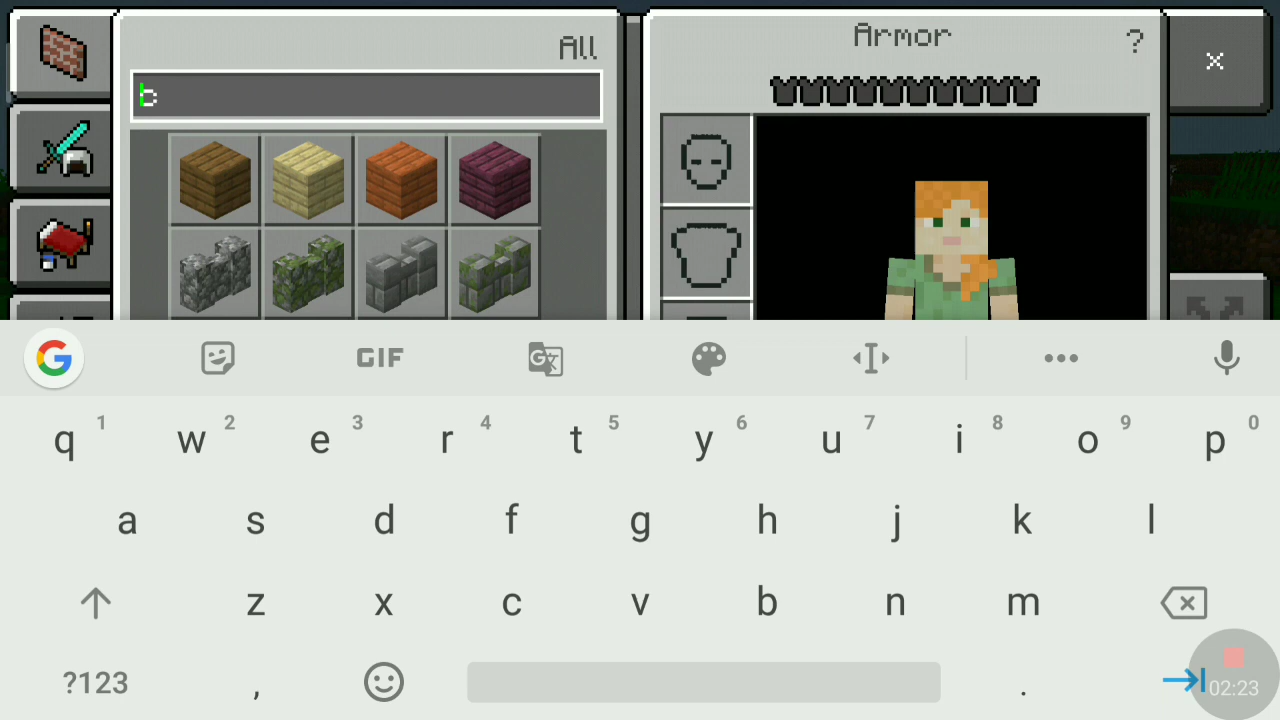 All
b
Armor
?
x
G
GIF
G
q 1 w 2 e 3 r 4 t 5 y 6 u 7 i 8 o 9 p 0
a s d f g h j k l
z x c v b n m
?123 , .
02:23